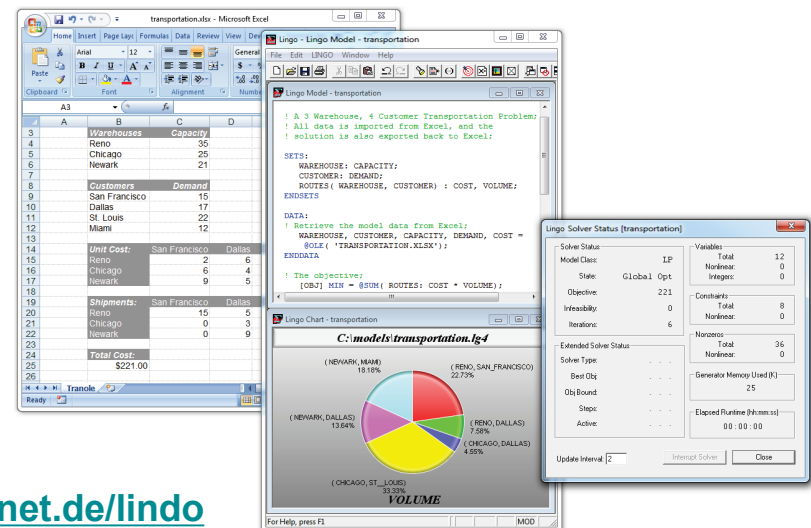 transportation.xlsx - Microsoft Excel
Home Insert Page Layc Formulas Data Review View Dev
Paste
Arial 12
General
Clipboard Font Alignment Numbe
A3 fx
A B C D
3 Warehouses Capacity
4 Reno 35
5 Chicago 25
6 Newark 21
7
8 Customers Demand
9 San Francisco 15
10 Dallas 17
11 St. Louis 22
12 Miami 12
13
14 Unit Cost: San Francisco Dallas
15 Reno 2 6
16 Chicago 6 4
17 Newark 9 5
18
19 Shipments: San Francisco Dallas
20 Reno 15 5
21 Chicago 0 3
22 Newark 0 9
23
24 Total Cost:
25 $221.00
26
Tranole
Ready
Lingo - Lingo Model - transportation
File Edit LINGO Window Help
Lingo Model - transportation
! A 3 Warehouse, 4 Customer Transportation Problem;
! All data is imported from Excel, and the
! solution is also exported back to Excel;
SETS:
WAREHOUSE: CAPACITY;
CUSTOMER: DEMAND;
ROUTES( WAREHOUSE, CUSTOMER) : COST, VOLUME;
ENDSETS
DATA:
! Retrieve the model data from Excel;
WAREHOUSE, CUSTOMER, CAPACITY, DEMAND, COST =
@OLE( 'TRANSPORTATION.XLSX');
ENDDATA
! The objective;
[OBJ] MIN = @SUM( ROUTES: COST * VOLUME);
Lingo Chart - transportation
C:\models\transportation.lg4
( NEWARK, MIAMI)
18.18%
( RENO, SAN_FRANCISCO)
22.73%
( NEWARK, DALLAS)
13.64%
( RENO, DALLAS)
7.58%
( CHICAGO, DALLAS)
4.55%
( CHICAGO, ST__LOUIS)
33.33%
VOLUME
For Help, press F1 MOD
Lingo Solver Status [transportation]
Solver Status
Model Class: LP
State: Global Opt
Objective: 221
Infeasibility: 0
Iterations: 6
Extended Solver Status
Solver Type: . . .
Best Obj: . . .
Obj Bound: . . .
Steps: . . .
Active: . . .
Variables
Total: 12
Nonlinear: 0
Integers: 0
Constraints
Total: 8
Nonlinear: 0
Nonzeros
Total: 36
Nonlinear: 0
Generator Memory Used (K)
25
Elapsed Runtime (hh:mm:ss)
00:00:00
Update Interval: 2 Interrupt Solver Close
net.de/lindo